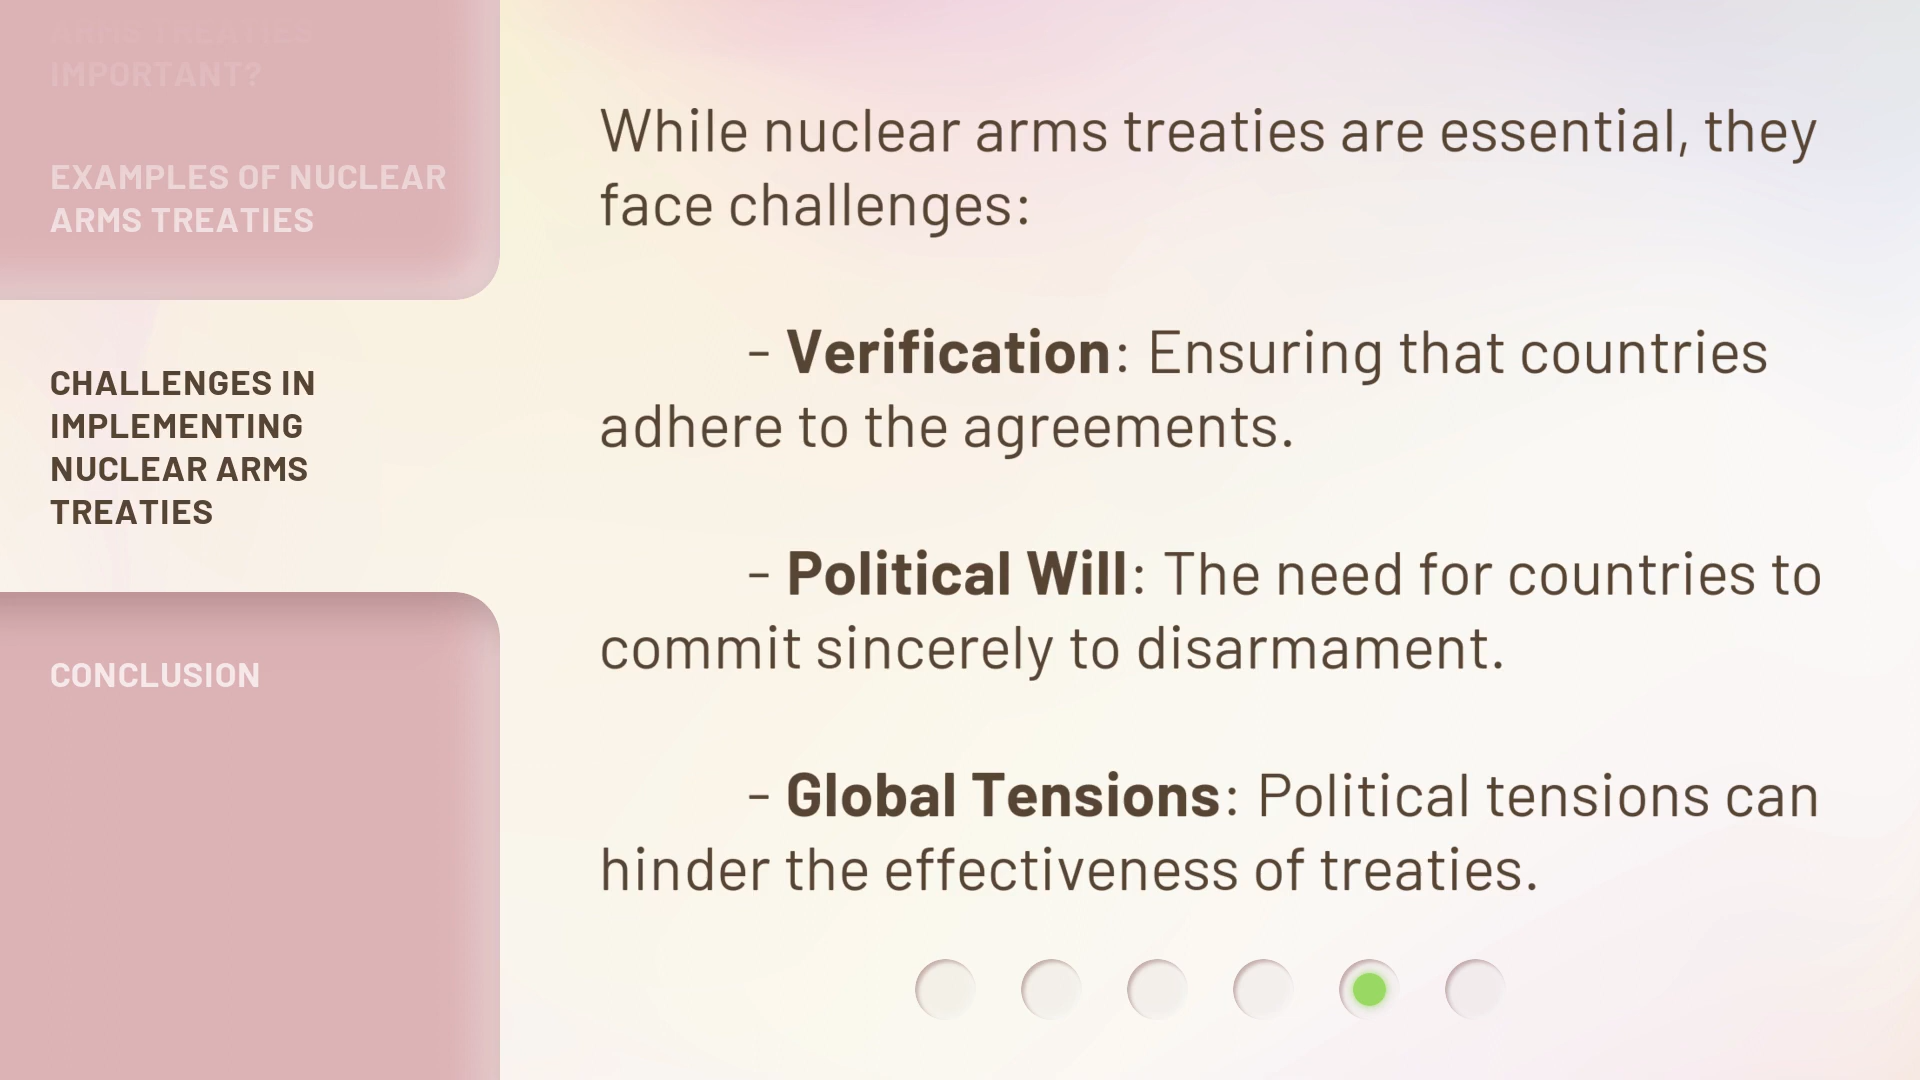 ARMS TREATIES
IMPORTANT?
EXAMPLES OF NUCLEAR
ARMS TREATIES
CHALLENGES IN
IMPLEMENTING
NUCLEAR ARMS
TREATIES
CONCLUSION
While nuclear arms treaties are essential, they
face challenges:
- Verification: Ensuring that countries
adhere to the agreements.
- Political Will: The need for countries to
commit sincerely to disarmament.
- Global Tensions: Political tensions can
hinder the effectiveness of treaties.